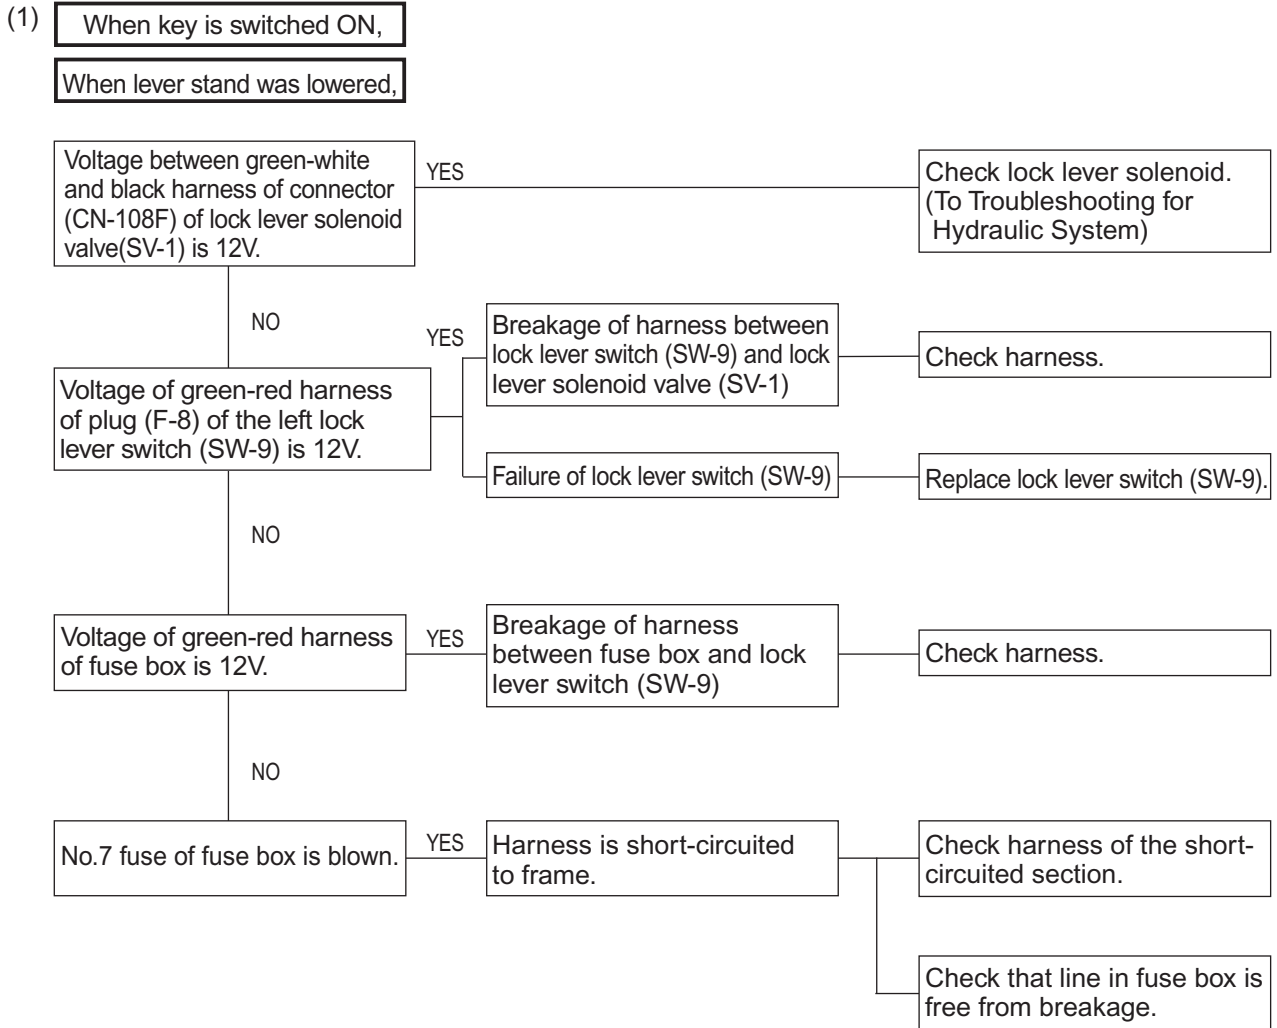 (1) When key is switched ON,
When lever stand was lowered,
Voltage between green-white
and black harness of connector
(CN-108F) of lock lever solenoid
valve(SV-1) is 12V.
YES
Check lock lever solenoid.
(To Troubleshooting for
Hydraulic System)
NO
Voltage of green-red harness
of plug (F-8) of the left lock
lever switch (SW-9) is 12V.
YES
Breakage of harness between
lock lever switch (SW-9) and lock
lever solenoid valve (SV-1)
Check harness.
Failure of lock lever switch (SW-9)
Replace lock lever switch (SW-9).
NO
Voltage of green-red harness
of fuse box is 12V.
YES
Breakage of harness
between fuse box and lock
lever switch (SW-9)
Check harness.
NO
No.7 fuse of fuse box is blown.
YES
Harness is short-circuited
to frame.
Check harness of the short-
circuited section.
Check that line in fuse box is
free from breakage.